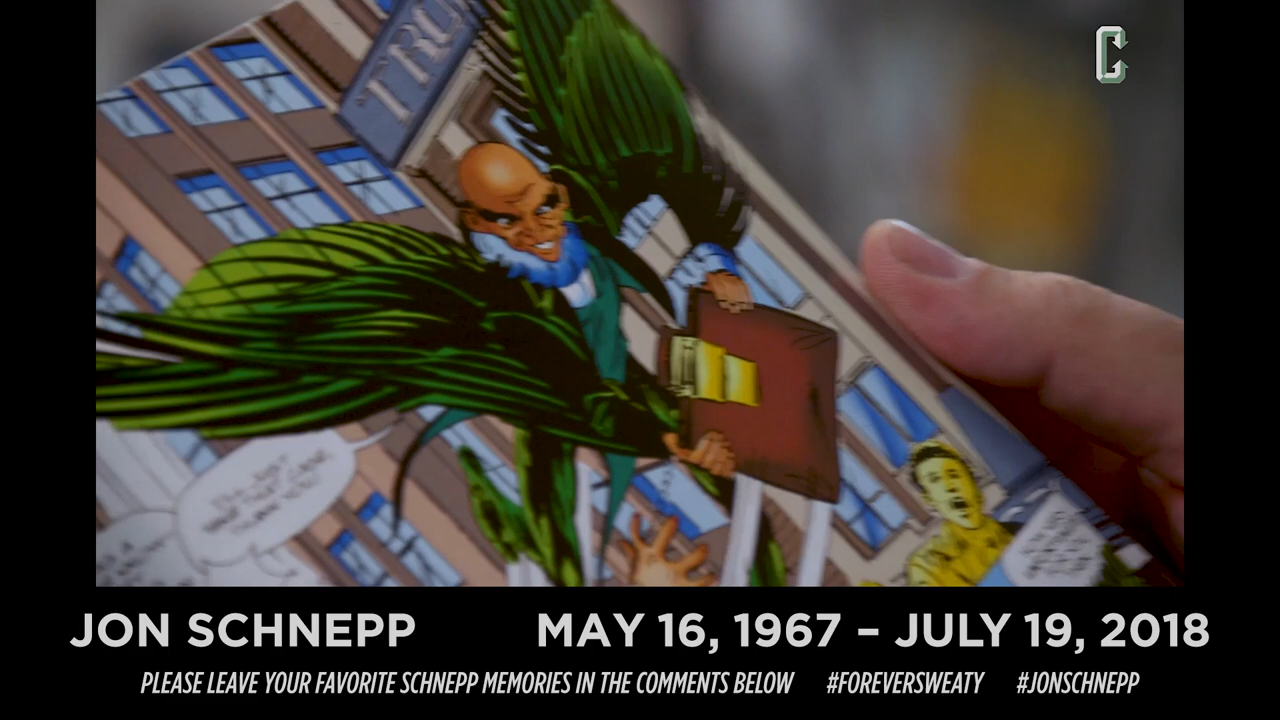 TRU
JON SCHNEPP MAY 16, 1967 – JULY 19, 2018
PLEASE LEAVE YOUR FAVORITE SCHNEPP MEMORIES IN THE COMMENTS BELOW #FOREVERSWEATY #JONSCHNEPP